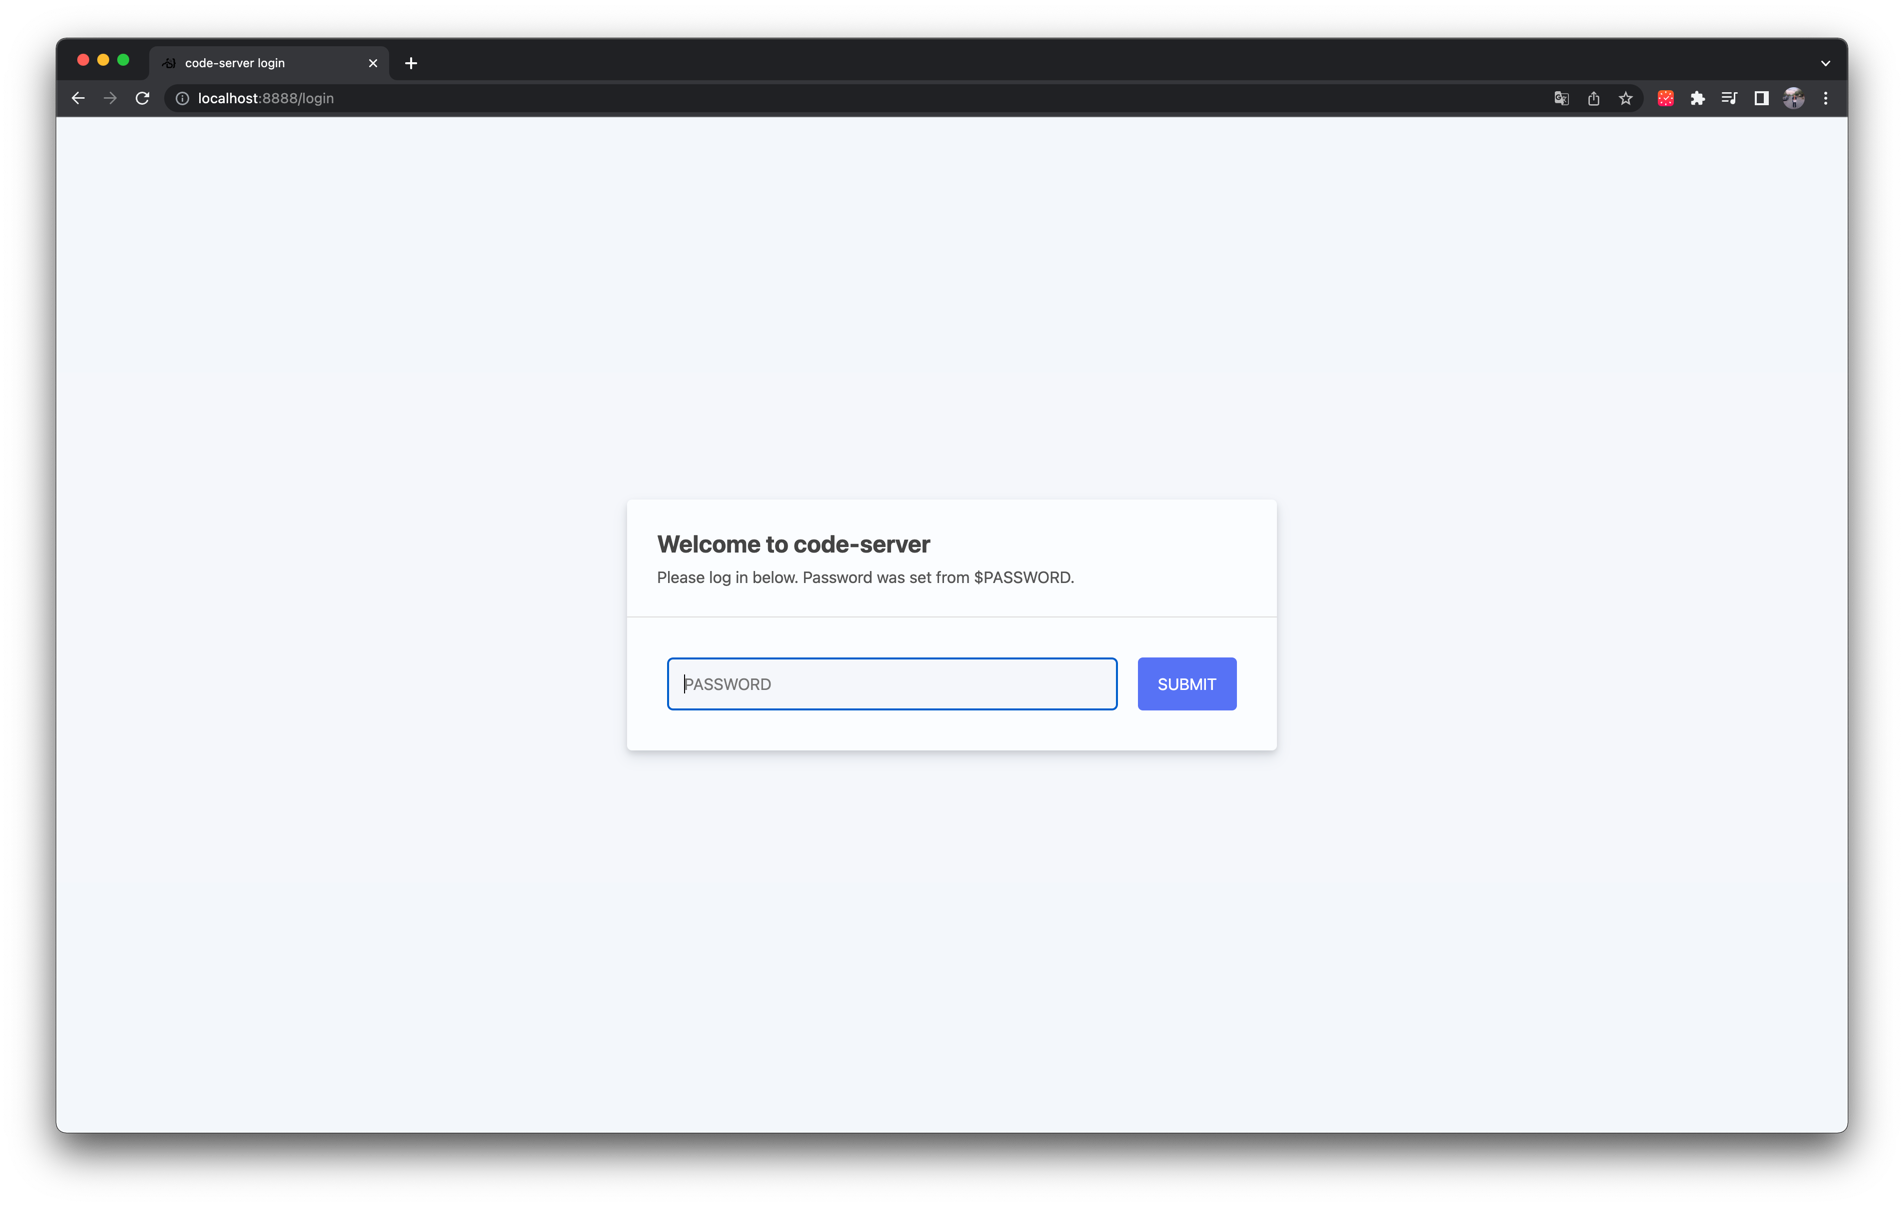 code-server login
localhost:8888/login
Welcome to code-server
Please log in below. Password was set from $PASSWORD.
PASSWORD
SUBMIT